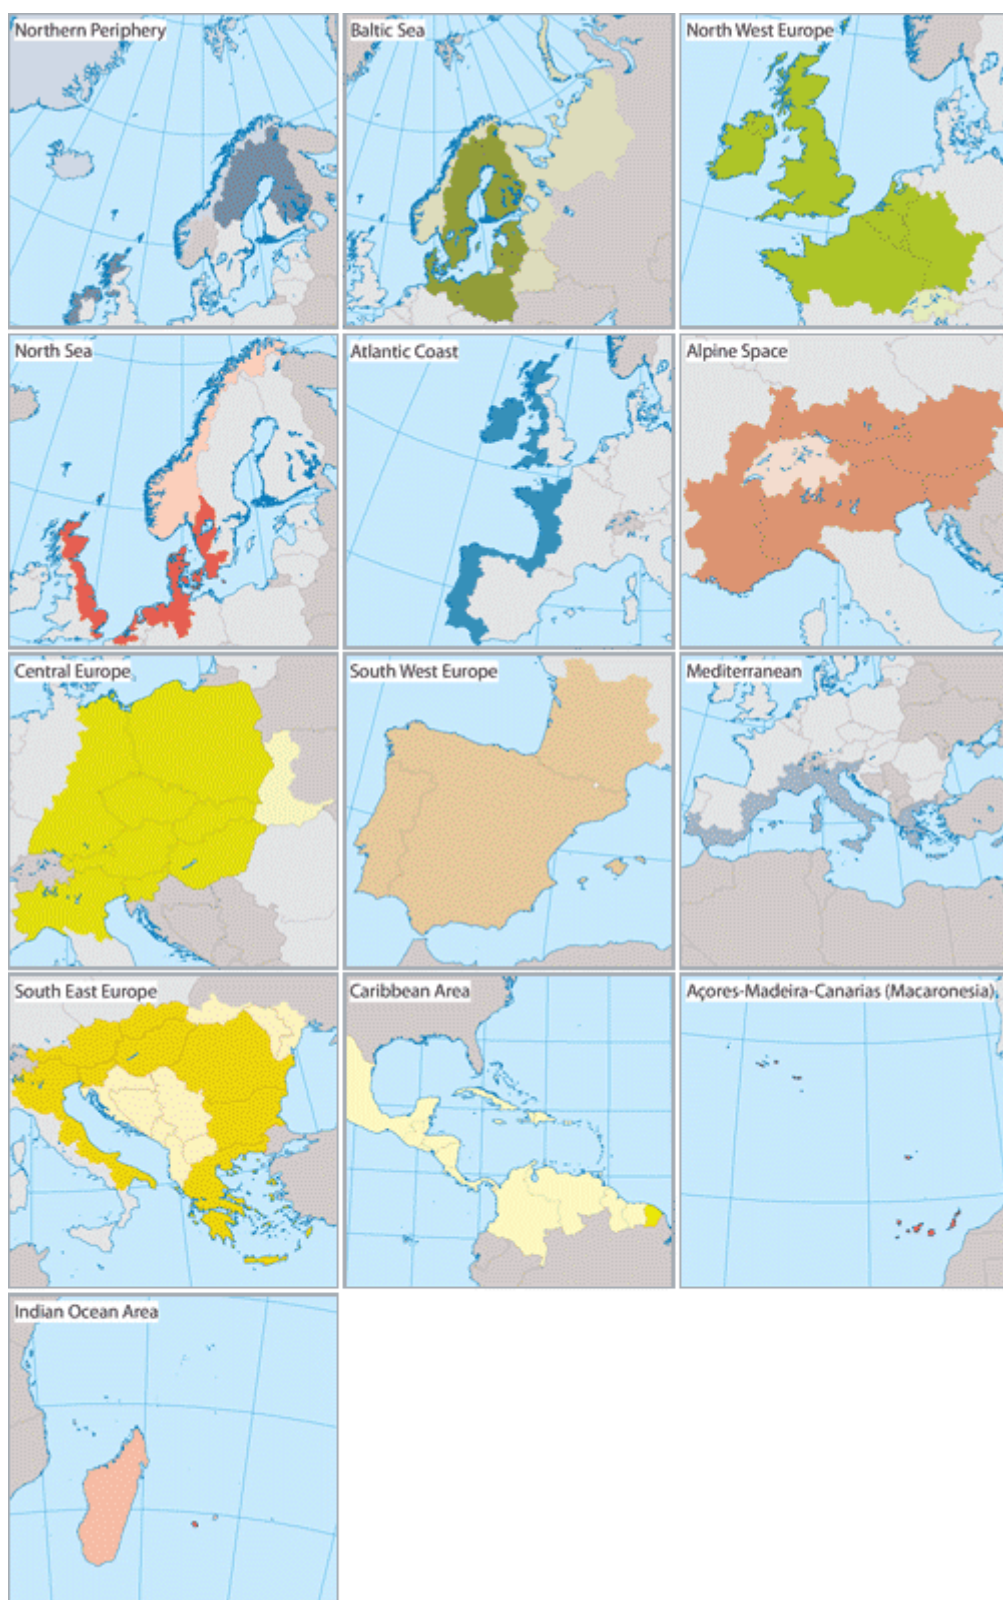 Northern Periphery
Baltic Sea
North West Europe
North Sea
Atlantic Coast
Alpine Space
Central Europe
South West Europe
Mediterranean
South East Europe
Caribbean Area
Açores-Madeira-Canarias (Macaronesia)
Indian Ocean Area